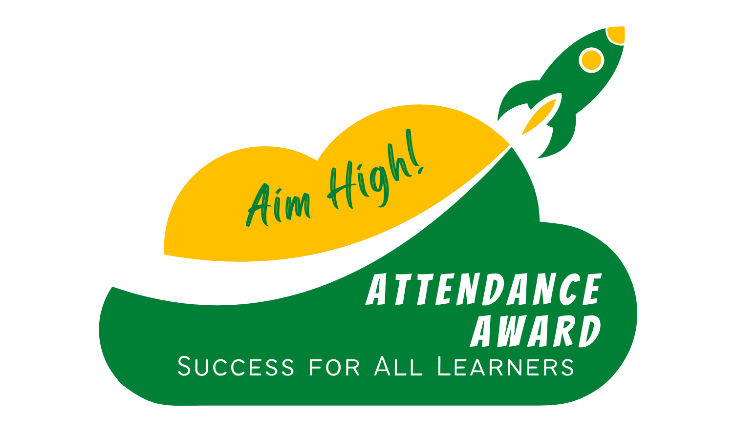 Aim High!
ATTENDANCE
AWARD
SUCCESS FOR ALL LEARNERS